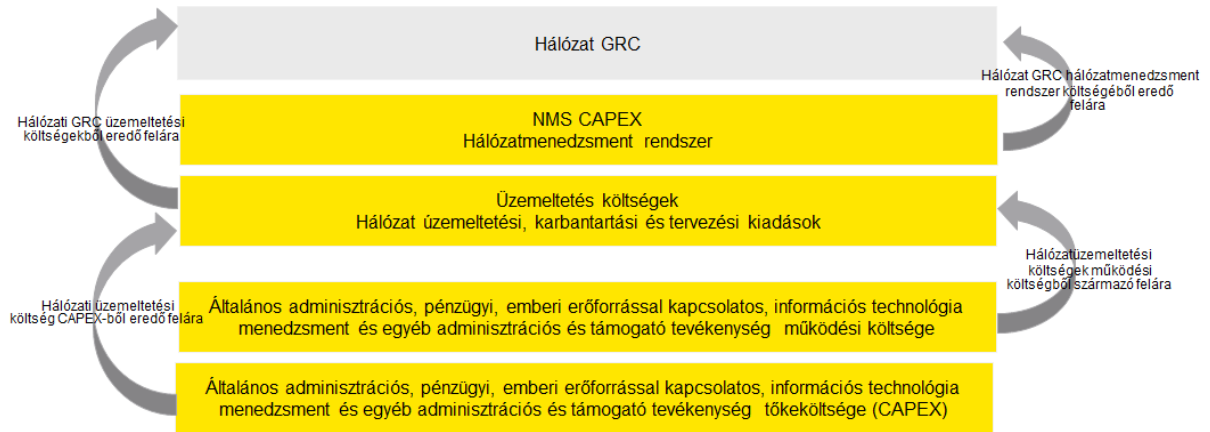 Hálózat GRC
Hálózat GRC hálózatmenedzsment
rendszer költségéből eredő
felára
Hálózati GRC üzemeltetési
költségekből eredő felára
NMS CAPEX
Hálózatmenedzsment rendszer
Üzemeltetés költségek
Hálózat üzemeltetési, karbantartási és tervezési kiadások
Hálózatüzemeltetési
költségek működési
költségből származó felára
Hálózati üzemeltetési
költség CAPEX-ből eredő felára
Általános adminisztrációs, pénzügyi, emberi erőforrással kapcsolatos, információs technológia
menedzsment és egyéb adminisztrációs és támogató tevékenység működési költsége
Általános adminisztrációs, pénzügyi, emberi erőforrással kapcsolatos, információs technológia
menedzsment és egyéb adminisztrációs és támogató tevékenység tőkeköltsége (CAPEX)